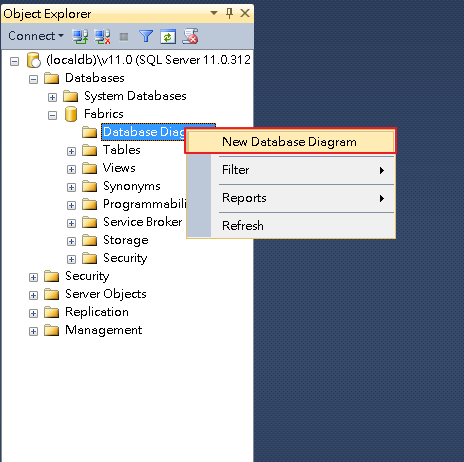 Object Explorer
Connect
(localdb)\v11.0 (SQL Server 11.0.312
Databases
System Databases
Fabrics
Database Diag
New Database Diagram
Tables
Views
Filter
Synonyms
Programmabili
Reports
Service Broker
Refresh
Storage
Security
Security
Server Objects
Replication
Management